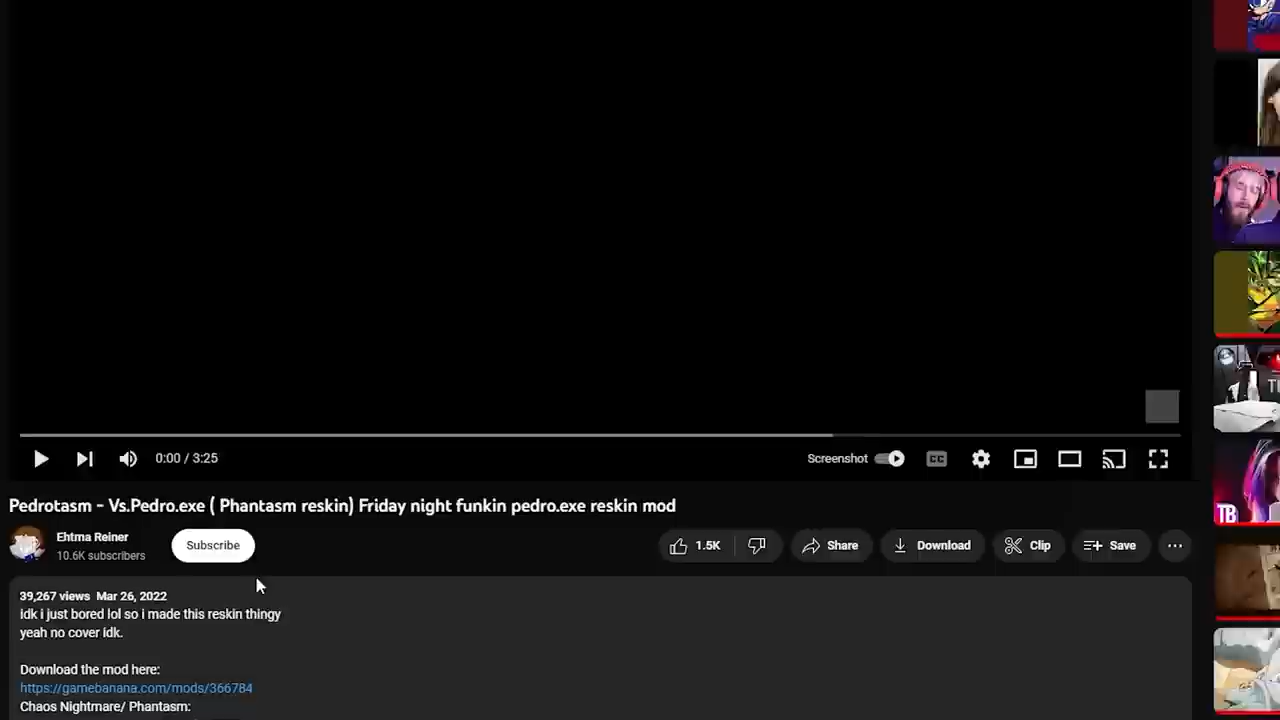 0:00 / 3:25
Screenshot
CC
Pedrotasm - Vs.Pedro.exe ( Phantasm reskin) Friday night funkin pedro.exe reskin mod
Ehtma Reiner
10.6K subscribers
Subscribe
1.5K
Share
Download
Clip
Save
39,267 views Mar 26, 2022
idk i just bored lol so i made this reskin thingy
yeah no cover idk.
Download the mod here:
https://gamebanana.com/mods/366784
Chaos Nightmare/ Phantasm:
TB